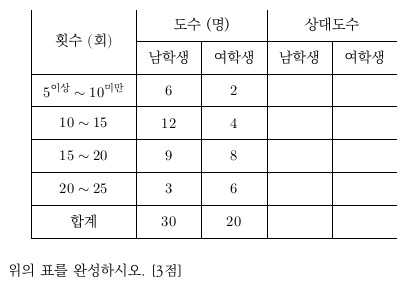 횟수 (회) 도수 (명) 상대도수
남학생 여학생 남학생 여학생
5이상 ~ 10미만 6 2
10 ~ 15 12 4
15 ~ 20 9 8
20 ~ 25 3 6
합계 30 20
위의 표를 완성하시오. [3점]